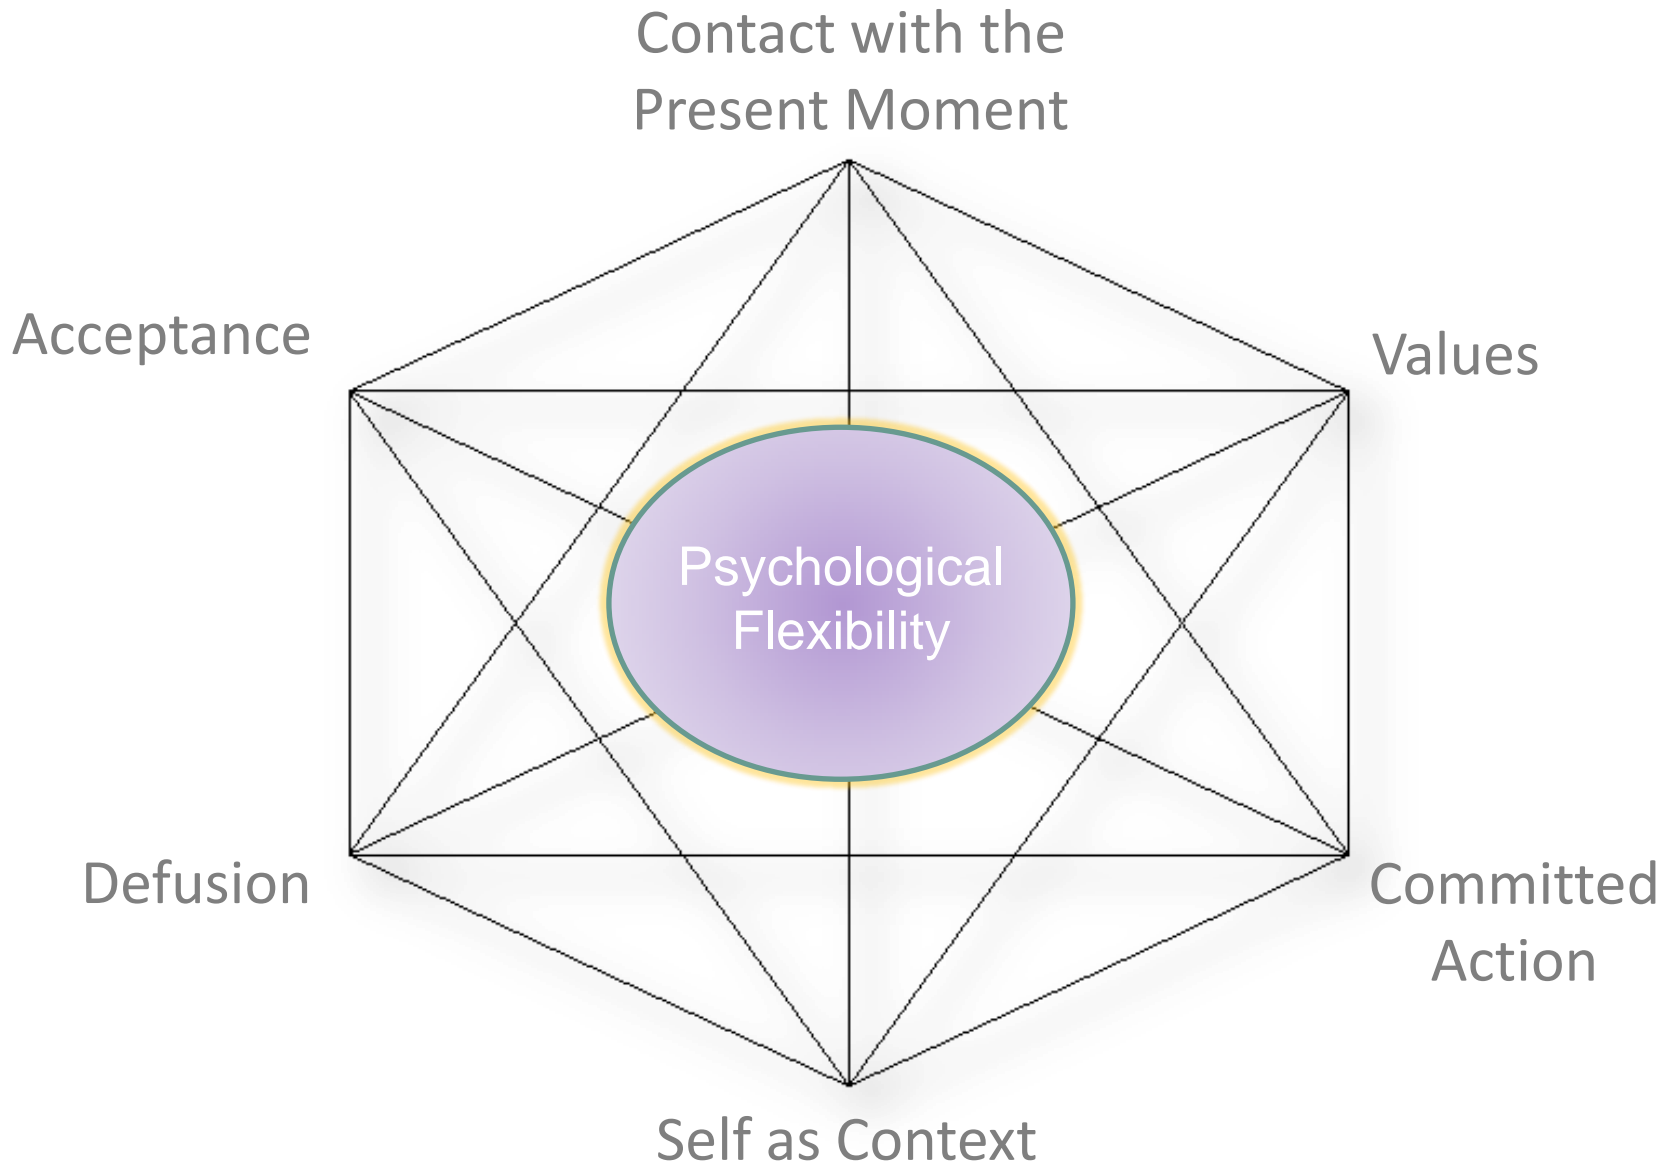 Contact with the
Present Moment
Acceptance
Values
Psychological
Flexibility
Defusion
Committed
Action
Self as Context